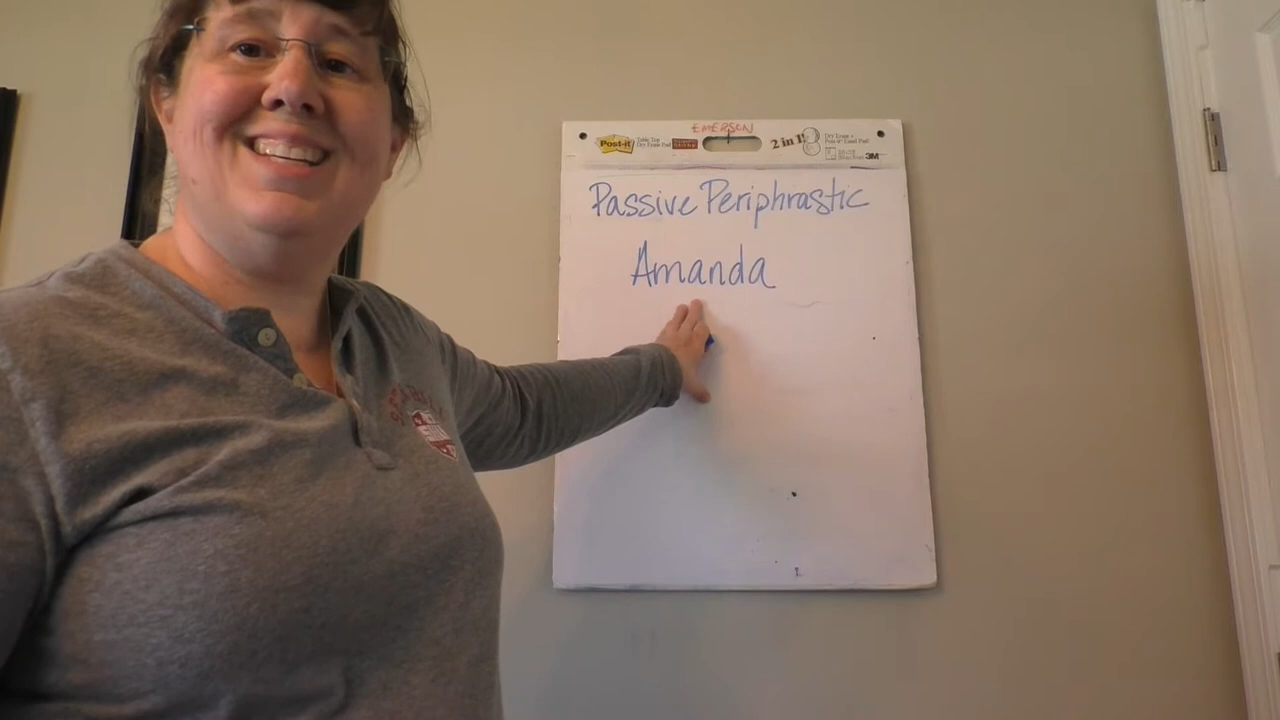 EMERSON
Post-it
2 in 1
3M
Passive Periphrastic
Amanda